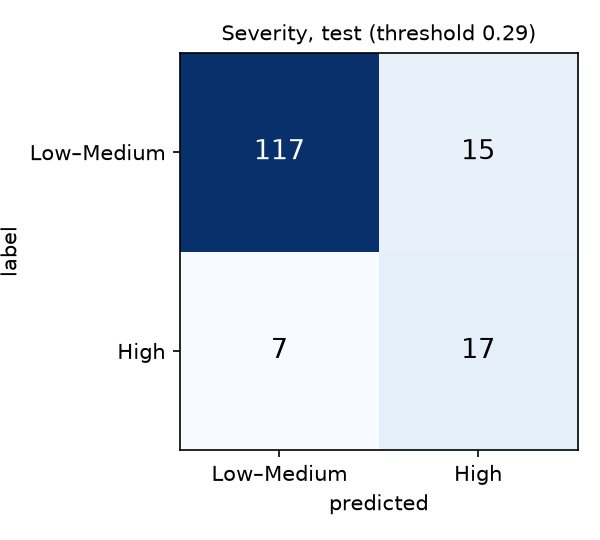 Severity, test (threshold 0.29)
label
Low–Medium
117
15
High
7
17
Low–Medium
High
predicted